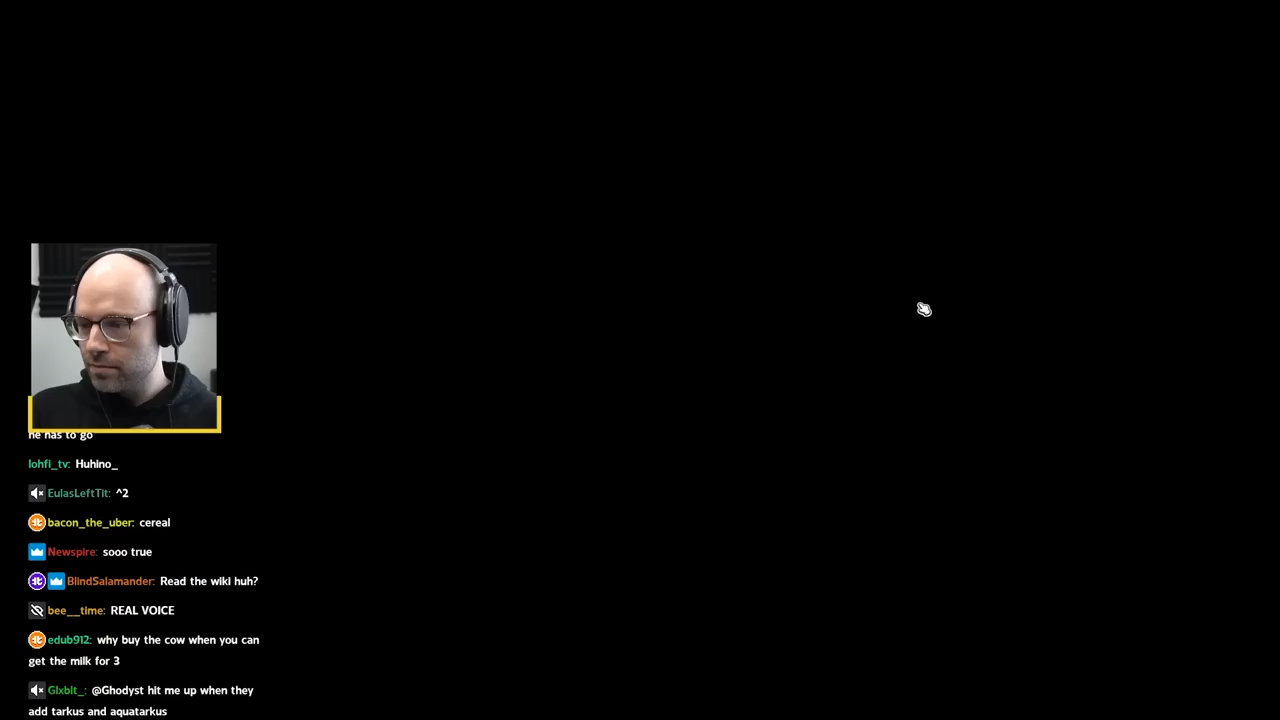 he has to go
lohfi_tv: Huhino_
EulasLeftTit: ^2
bacon_the_uber: cereal
Newspire: sooo true
BlindSalamander: Read the wiki huh?
bee__time: REAL VOICE
edub912: why buy the cow when you can
get the milk for 3
Glxblt_: @Ghodyst hit me up when they
add tarkus and aquatarkus